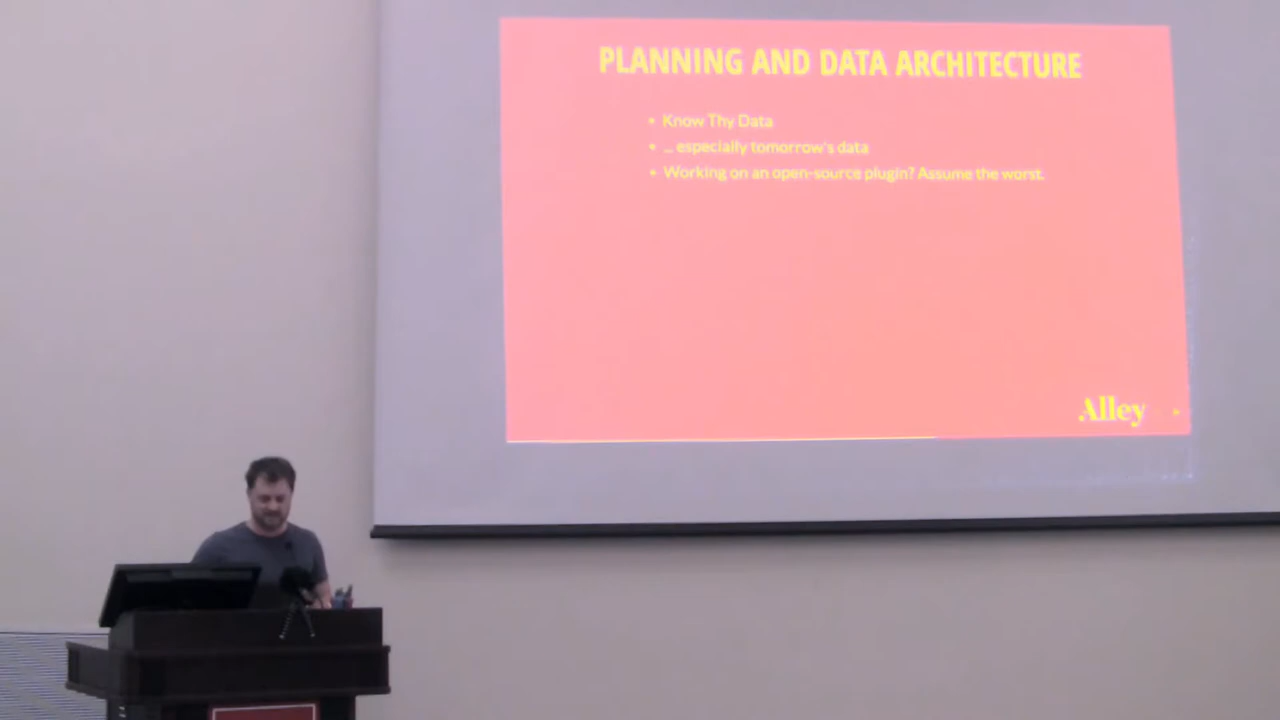 PLANNING AND DATA ARCHITECTURE
• Know Thy Data
• ... especially tomorrow's data
• Working on an open-source plugin? Assume the worst.
Alley